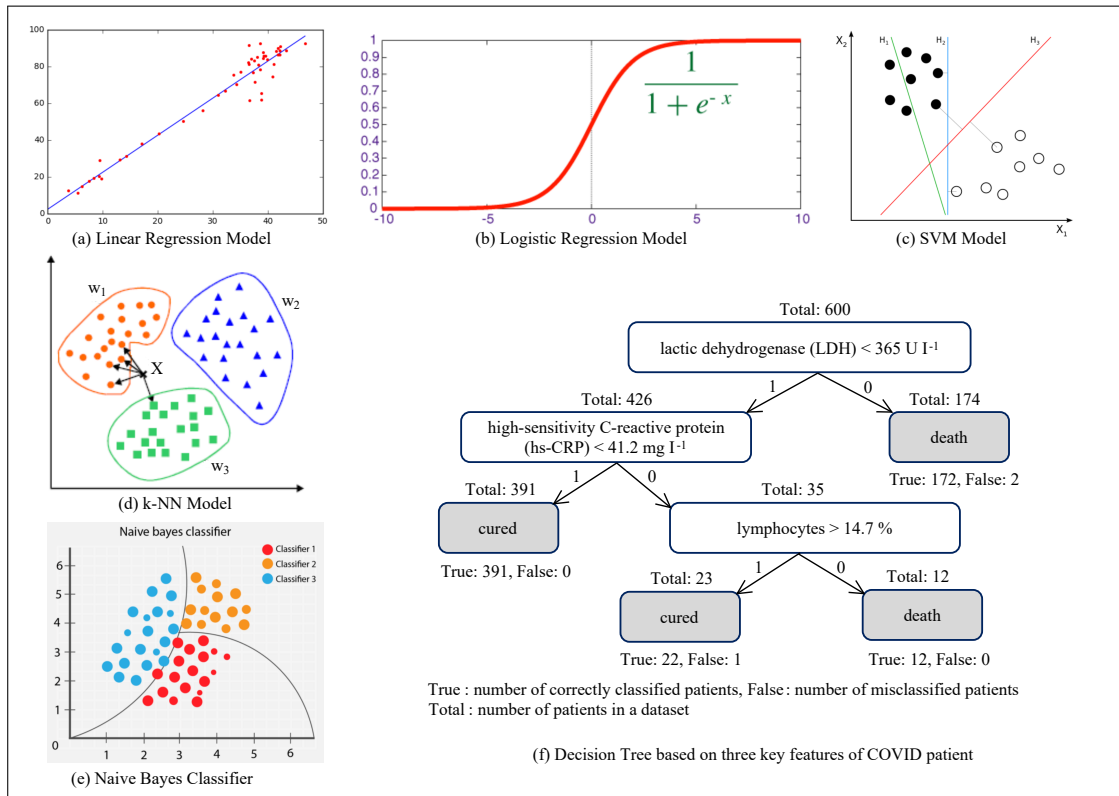 100
80
60
40
20
0
0 10 20 30 40 50
(a) Linear Regression Model
1
0.9
0.8
0.7
0.6
0.5
0.4
0.3
0.2
0.1
0
-10 -5 0 5 10
1
1 + e- x
(b) Logistic Regression Model
X2
H1 H2 H3
X1
(c) SVM Model
w1
w2
X
w3
(d) k-NN Model
Naive bayes classifier
Classifier 1
Classifier 2
Classifier 3
6
5
4
3
2
1
0
1 2 3 4 5 6
(e) Naive Bayes Classifier
Total: 600
lactic dehydrogenase (LDH) < 365 U I-1
1 0
Total: 426 Total: 174
high-sensitivity C-reactive protein
(hs-CRP) < 41.2 mg I-1
death
True: 172, False: 2
1 0
Total: 391 Total: 35
cured
lymphocytes > 14.7 %
True: 391, False: 0
1 0
Total: 23 Total: 12
cured death
True: 22, False: 1 True: 12, False: 0
True : number of correctly classified patients, False : number of misclassified patients
Total : number of patients in a dataset
(f) Decision Tree based on three key features of COVID patient